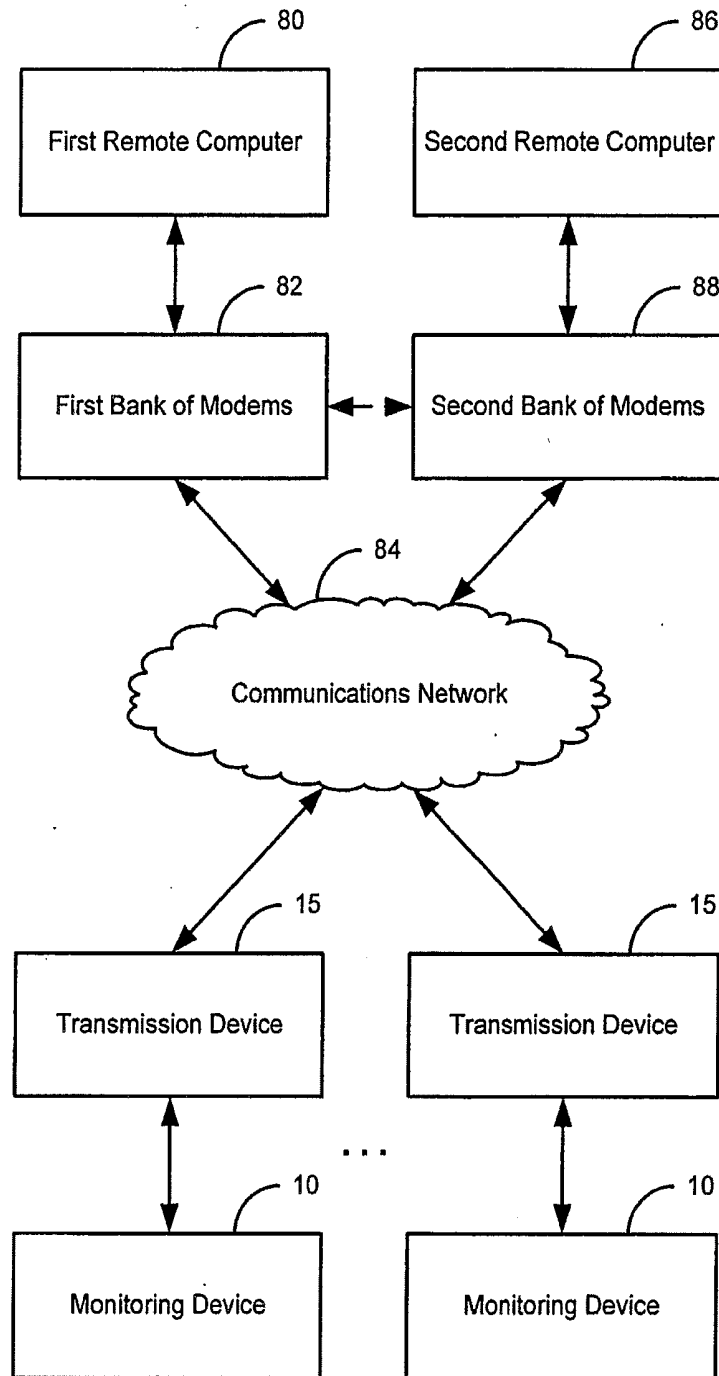 80 86
First Remote Computer Second Remote Computer
82 88
First Bank of Modems Second Bank of Modems
84
Communications Network
15 15
Transmission Device Transmission Device
...
10 10
Monitoring Device Monitoring Device